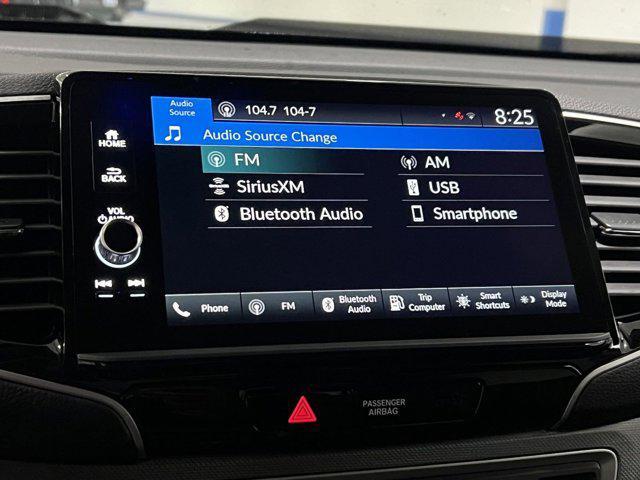 Audio
Source
104.7 104-7
8:25
Audio Source Change
HOME
BACK
VOL
AUDIO
FM
AM
SiriusXM
USB
Bluetooth Audio
Smartphone
Phone
FM
Bluetooth
Audio
Trip
Computer
Smart
Shortcuts
Display
Mode
PASSENGER
AIRBAG